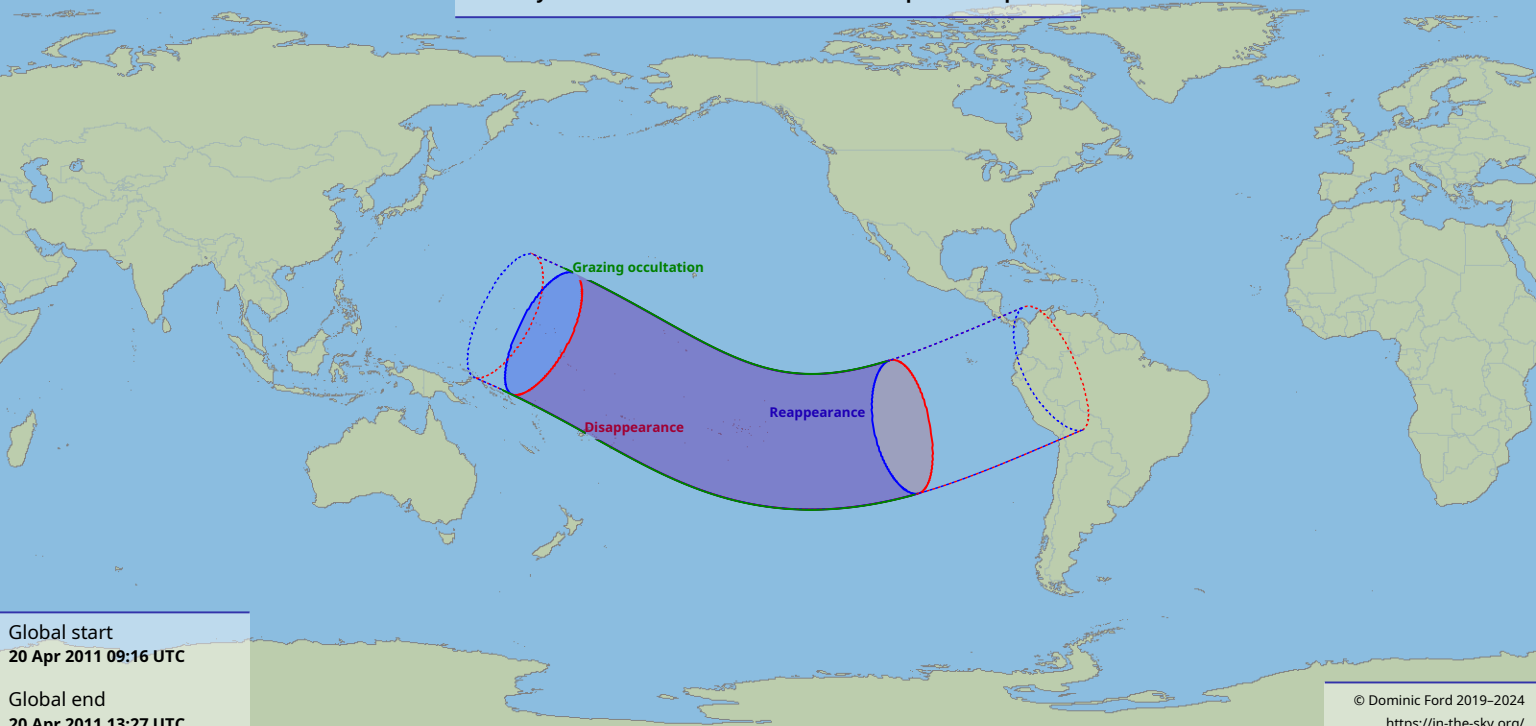 Grazing occultation
Reappearance
Disappearance
Global start
20 Apr 2011 09:16 UTC
Global end
20 Apr 2011 13:27 UTC
© Dominic Ford 2019–2024
https://in-the-sky.org/